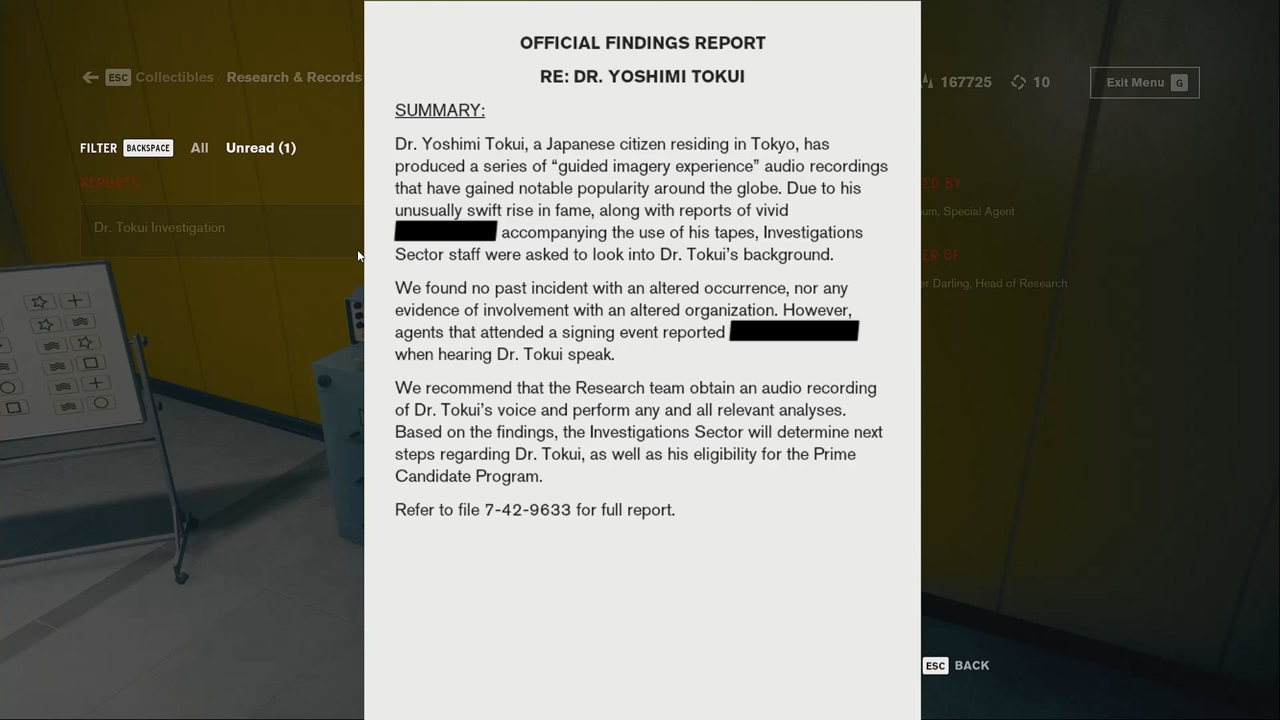 OFFICIAL FINDINGS REPORT
RE: DR. YOSHIMI TOKUI
ESC Collectibles Research & Records
167725 10
Exit Menu G
FILTER BACKSPACE All Unread (1)
REPORTS
Dr. Tokui Investigation
SUMMARY:
Dr. Yoshimi Tokui, a Japanese citizen residing in Tokyo, has
produced a series of “guided imagery experience” audio recordings
that have gained notable popularity around the globe. Due to his
unusually swift rise in fame, along with reports of vivid
accompanying the use of his tapes, Investigations
Sector staff were asked to look into Dr. Tokui’s background.
We found no past incident with an altered occurrence, nor any
evidence of involvement with an altered organization. However,
agents that attended a signing event reported
when hearing Dr. Tokui speak.
We recommend that the Research team obtain an audio recording
of Dr. Tokui’s voice and perform any and all relevant analyses.
Based on the findings, the Investigations Sector will determine next
steps regarding Dr. Tokui, as well as his eligibility for the Prime
Candidate Program.
Refer to file 7-42-9633 for full report.
ED BY
um, Special Agent
ER OF
er Darling, Head of Research
ESC BACK